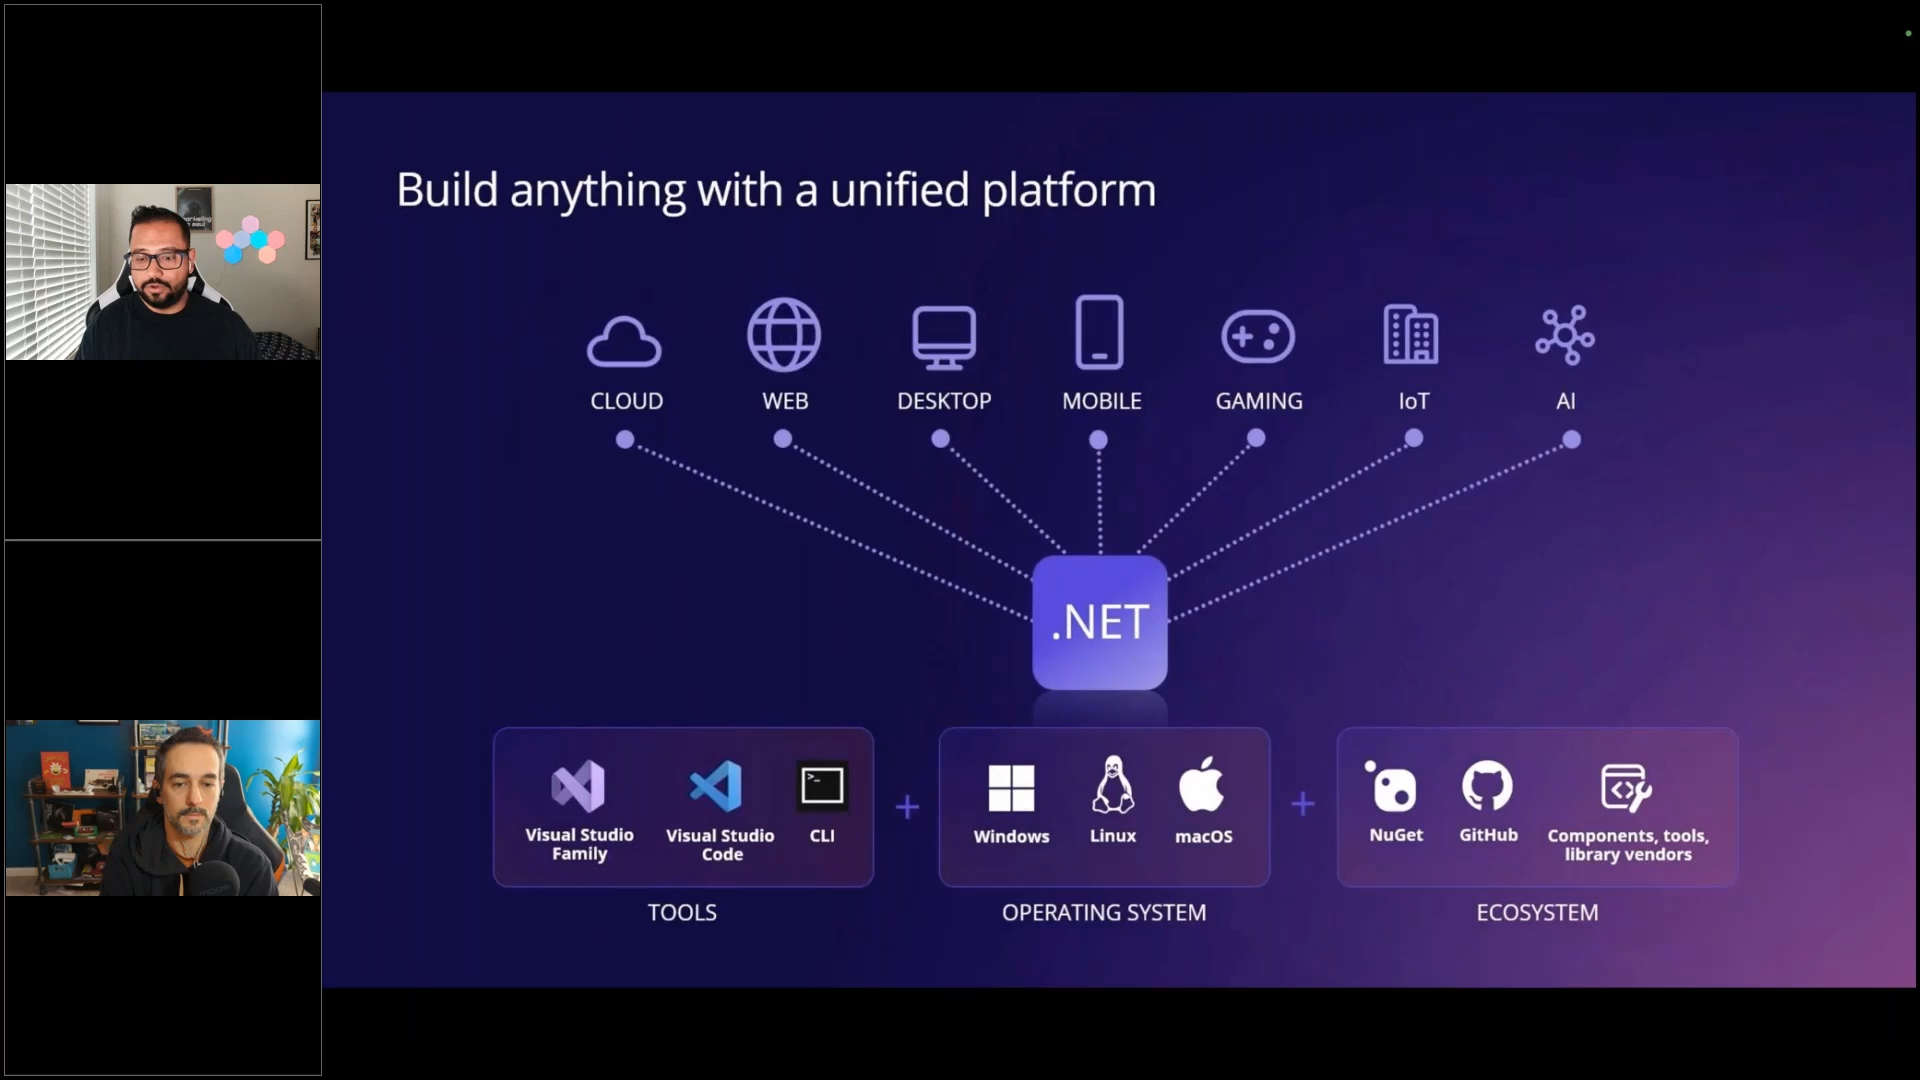 Build anything with a unified platform
CLOUD
WEB
DESKTOP
MOBILE
GAMING
IoT
AI
.NET
Visual Studio
Family
Visual Studio
Code
CLI
Windows
Linux
macOS
NuGet
GitHub
Components, tools,
library vendors
TOOLS
OPERATING SYSTEM
ECOSYSTEM